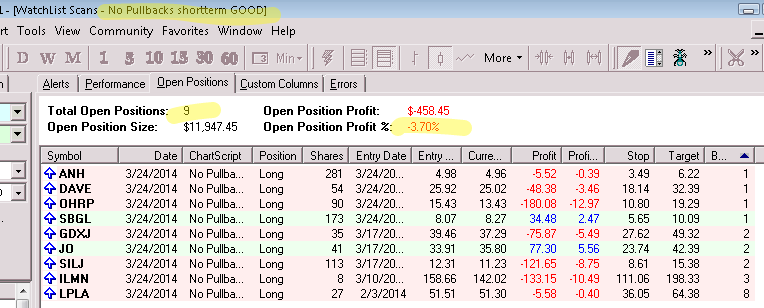 L - [WatchList Scans - No Pullbacks shortterm GOOD]
rt Tools View Community Favorites Window Help
D W M 5 10 15 30 60 3 Min More » »
Alerts Performance Open Positions Custom Columns Errors
Total Open Positions: 9 Open Position Profit: $-458.45
Open Position Size: $11,947.45 Open Position Profit %: -3.70%
Symbol Date ChartScript Position Shares Entry Date Entry ... Curre... Profit Profi... Stop Target B...
ANH 3/24/2014 No Pullba... Long 281 3/24/20... 4.98 4.96 -5.52 -0.39 3.49 6.22 1
DAVE 3/24/2014 No Pullba... Long 54 3/24/20... 25.92 25.02 -48.38 -3.46 18.14 32.39 1
OHRP 3/24/2014 No Pullba... Long 90 3/24/20... 15.43 13.43 -180.08 -12.97 10.80 19.29 1
SBGL 3/24/2014 No Pullba... Long 173 3/24/20... 8.07 8.27 34.48 2.47 5.65 10.09 1
GDXJ 3/24/2014 No Pullba... Long 35 3/17/20... 39.46 37.29 -75.87 -5.49 27.62 49.32 2
JO 3/24/2014 No Pullba... Long 41 3/17/20... 33.91 35.80 77.30 5.56 23.74 42.39 2
SILJ 3/24/2014 No Pullba... Long 113 3/17/20... 12.31 11.23 -121.65 -8.75 8.61 15.38 2
ILMN 3/24/2014 No Pullba... Long 8 3/10/20... 158.66 142.02 -133.15 -10.49 111.06 198.33 3
LPLA 3/24/2014 No Pullba... Long 27 2/3/2014 51.51 51.30 -5.58 -0.40 36.05 64.38 8